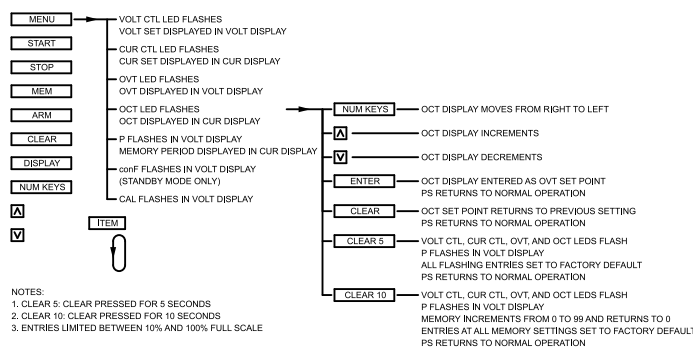 MENU
START
STOP
MEM
ARM
CLEAR
DISPLAY
NUM KEYS
VOLT CTL LED FLASHES
VOLT SET DISPLAYED IN VOLT DISPLAY
CUR CTL LED FLASHES
CUR SET DISPLAYED IN CUR DISPLAY
OVT LED FLASHES
OVT DISPLAYED IN VOLT DISPLAY
OCT LED FLASHES
OCT DISPLAYED IN CUR DISPLAY
P FLASHES IN VOLT DISPLAY
MEMORY PERIOD DISPLAYED IN CUR DISPLAY
conF FLASHES IN VOLT DISPLAY
(STANDBY MODE ONLY)
CAL FLASHES IN VOLT DISPLAY
ITEM
NUM KEYS
OCT DISPLAY MOVES FROM RIGHT TO LEFT
OCT DISPLAY INCREMENTS
OCT DISPLAY DECREMENTS
ENTER
OCT DISPLAY ENTERED AS OVT SET POINT
PS RETURNS TO NORMAL OPERATION
CLEAR
OCT SET POINT RETURNS TO PREVIOUS SETTING
PS RETURNS TO NORMAL OPERATION
CLEAR 5
VOLT CTL, CUR CTL, OVT, AND OCT LEDS FLASH
P FLASHES IN VOLT DISPLAY
ALL FLASHING ENTRIES SET TO FACTORY DEFAULT
PS RETURNS TO NORMAL OPERATION
CLEAR 10
VOLT CTL, CUR CTL, OVT, AND OCT LEDS FLASH
P FLASHES IN VOLT DISPLAY
MEMORY INCREMENTS FROM 0 TO 99 AND RETURNS TO 0
ENTRIES AT ALL MEMORY SETTINGS SET TO FACTORY DEFAULT
PS RETURNS TO NORMAL OPERATION
NOTES:
1. CLEAR 5: CLEAR PRESSED FOR 5 SECONDS
2. CLEAR 10: CLEAR PRESSED FOR 10 SECONDS
3. ENTRIES LIMITED BETWEEN 10% AND 100% FULL SCALE